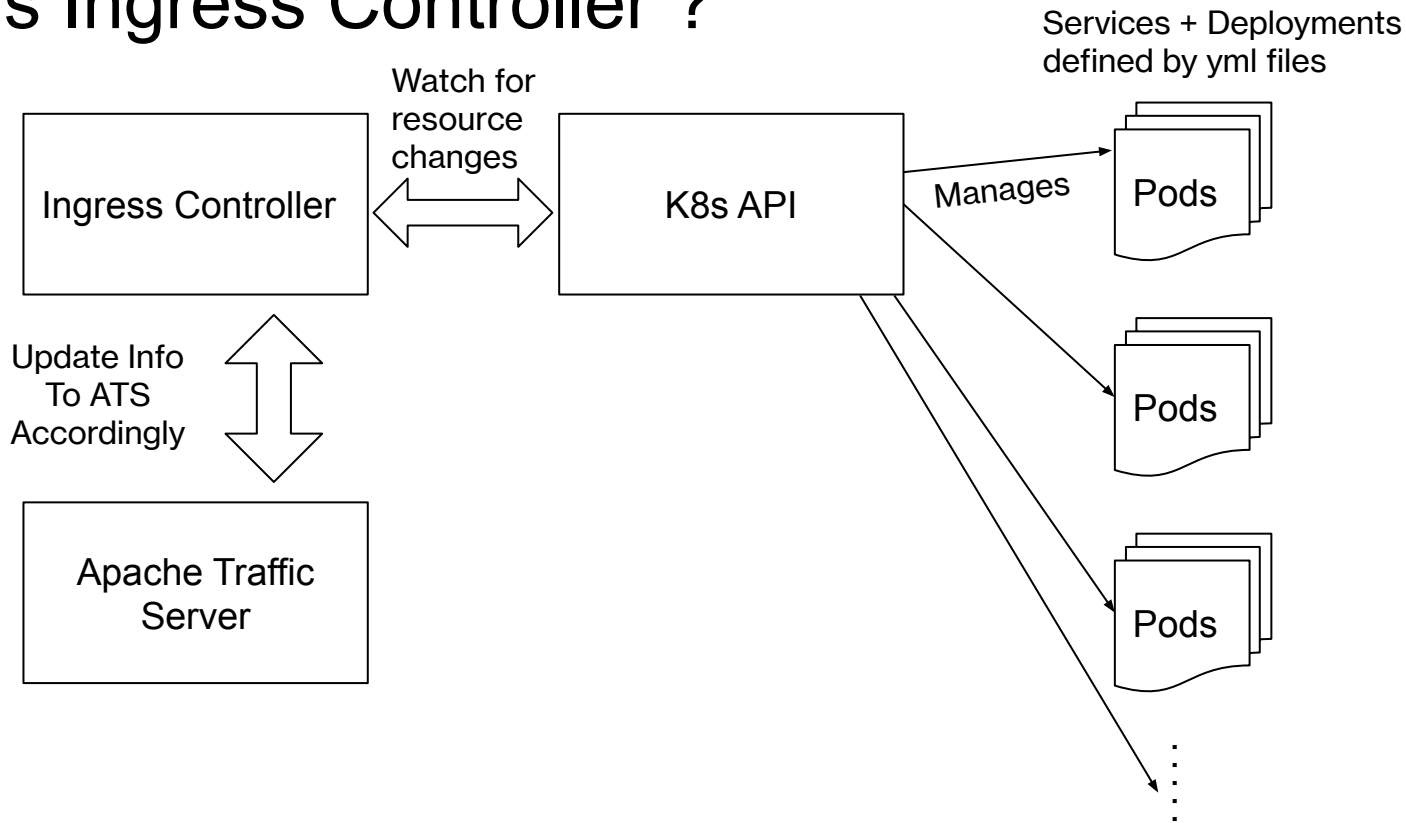 s Ingress Controller ?
Services + Deployments
defined by yml files
Watch for
resource
changes
Ingress Controller
K8s API
Manages
Pods
Update Info
To ATS
Accordingly
Pods
Apache Traffic
Server
Pods